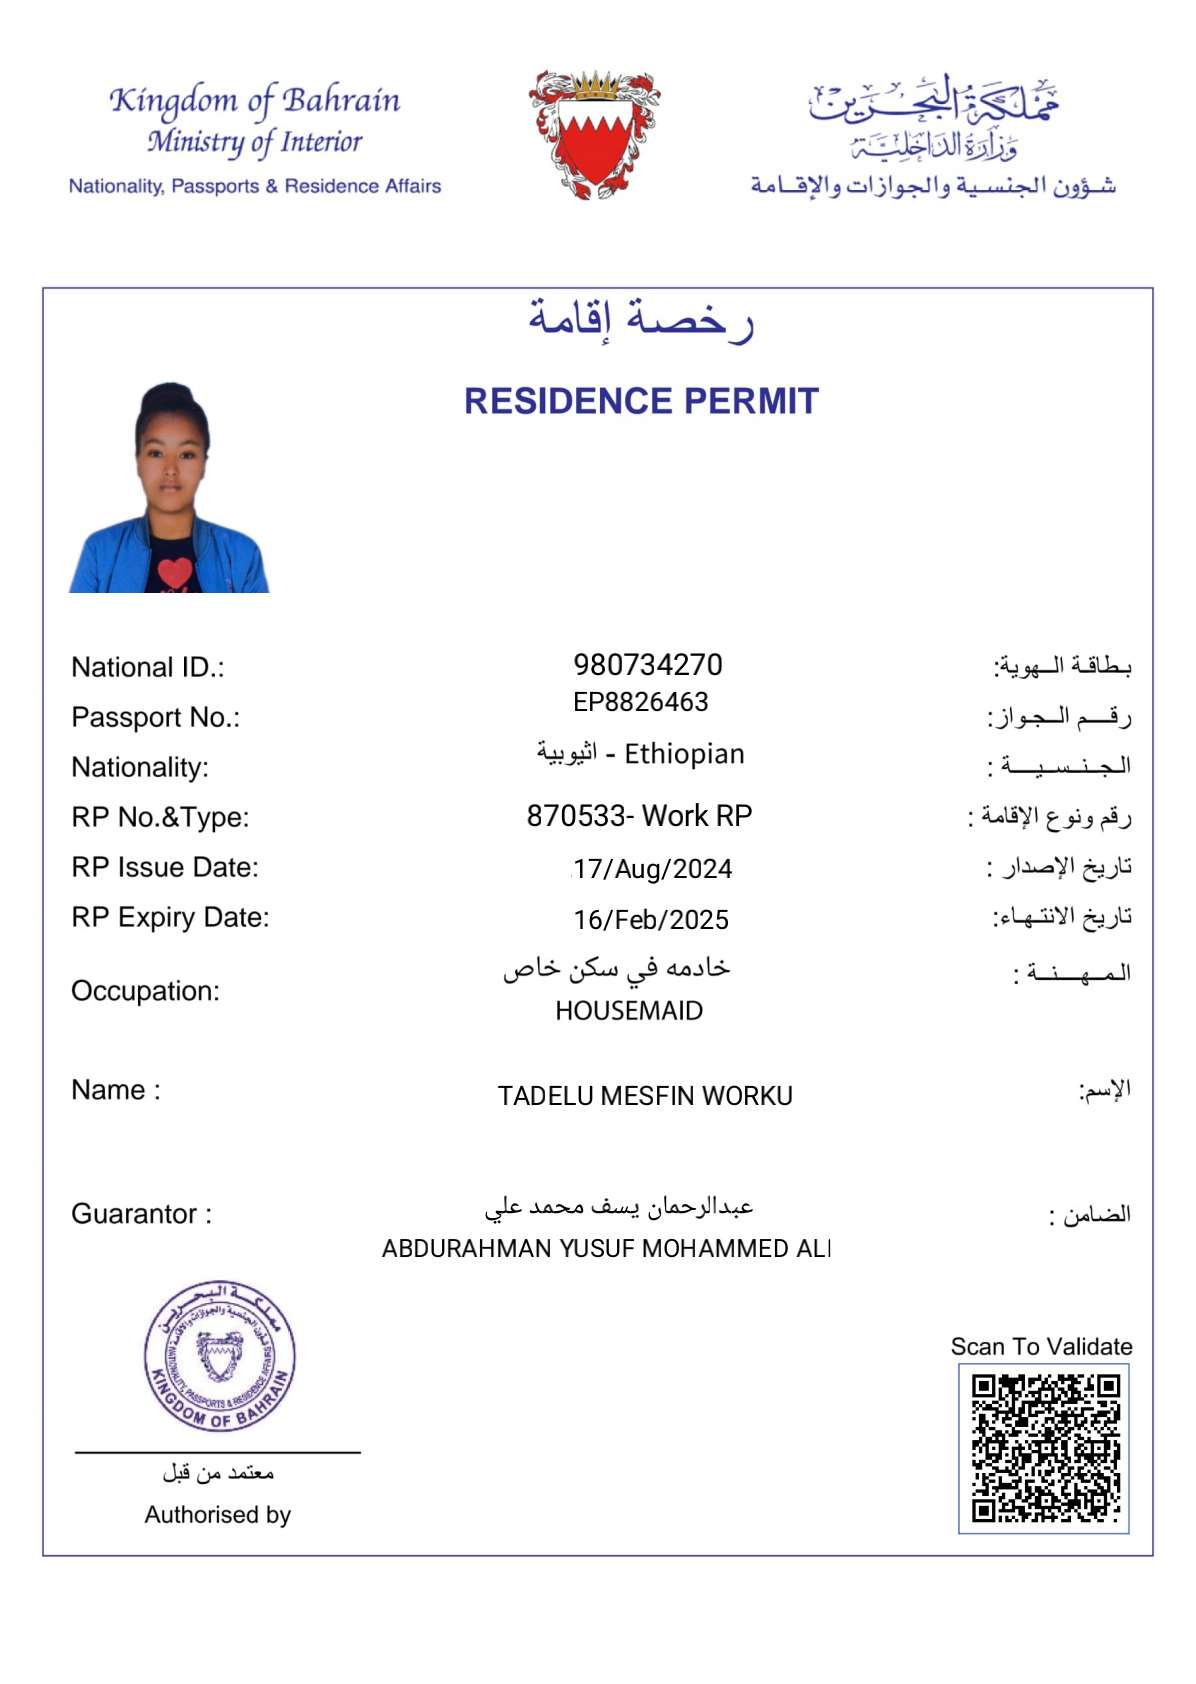 Kingdom of Bahrain
Ministry of Interior
Nationality, Passports & Residence Affairs
مملكة البحرين
وزارة الداخلية
شؤون الجنسية والجوازات والإقامة
رخصة إقامة
RESIDENCE PERMIT
National ID.: 980734270 بطاقة الهوية:
Passport No.: EP8826463 رقم الجواز:
Nationality: اثيوبية - Ethiopian الجنسية :
RP No.&Type: 870533- Work RP رقم ونوع الإقامة :
RP Issue Date: 17/Aug/2024 تاريخ الإصدار :
RP Expiry Date: 16/Feb/2025 تاريخ الانتهاء:
Occupation: خادمه في سكن خاص المهنة :
HOUSEMAID
Name : TADELU MESFIN WORKU الإسم:
Guarantor : عبدالرحمان يسف محمد علي الضامن :
ABDURAHMAN YUSUF MOHAMMED ALI
مملكة البحرين
شؤون الجنسية والجوازات والإقامة
NATIONALITY, PASSPORTS & RESIDENCE AFFAIRS
KINGDOM OF BAHRAIN
معتمد من قبل
Authorised by
Scan To Validate